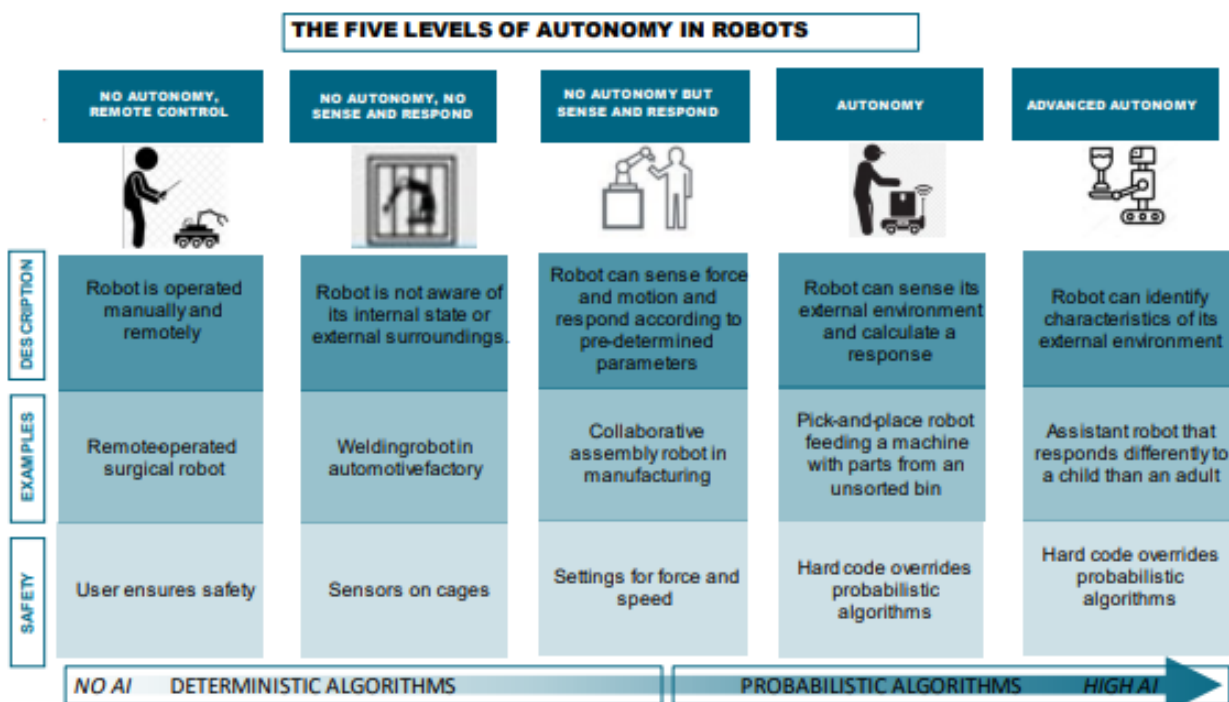 THE FIVE LEVELS OF AUTONOMY IN ROBOTS
NO AUTONOMY,
REMOTE CONTROL
NO AUTONOMY, NO
SENSE AND RESPOND
NO AUTONOMY BUT
SENSE AND RESPOND
AUTONOMY
ADVANCED AUTONOMY
DESCRIPTION
Robot is operated
manually and
remotely
Robot is not aware of
its internal state or
external surroundings.
Robot can sense force
and motion and
respond according to
pre-determined
parameters
Robot can sense its
external environment
and calculate a
response
Robot can identify
characteristics of its
external environment
EXAMPLES
Remote-operated
surgical robot
Weldingrobotin
automotivefactory
Collaborative
assembly robot in
manufacturing
Pick-and-place robot
feeding a machine
with parts from an
unsorted bin
Assistant robot that
responds differently to
a child than an adult
SAFETY
User ensures safety
Sensors on cages
Settings for force and
speed
Hard code overrides
probabilistic
algorithms
Hard code overrides
probabilistic
algorithms
NO AI DETERMINISTIC ALGORITHMS
PROBABILISTIC ALGORITHMS HIGH AI